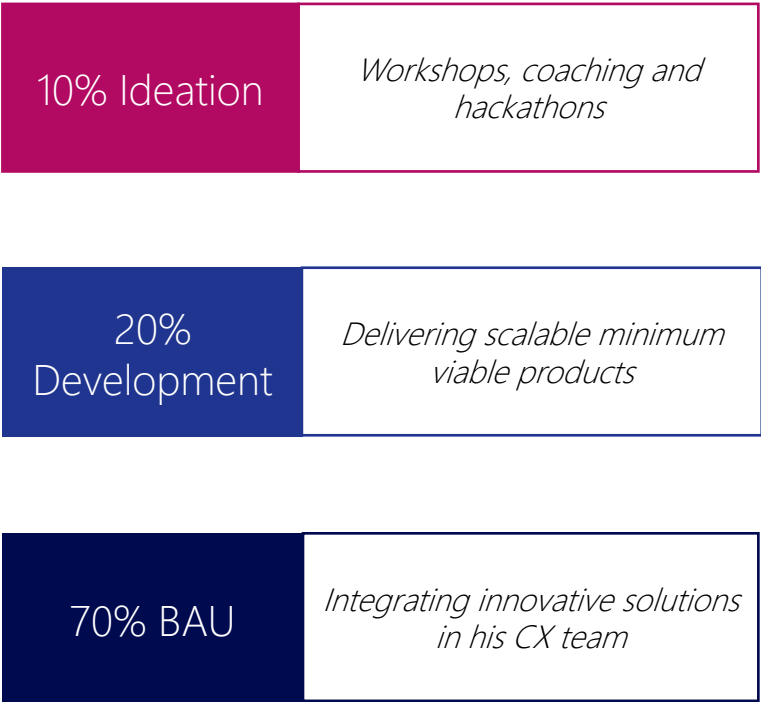 10% Ideation
Workshops, coaching and
hackathons
20%
Development
Delivering scalable minimum
viable products
70% BAU
Integrating innovative solutions
in his CX team